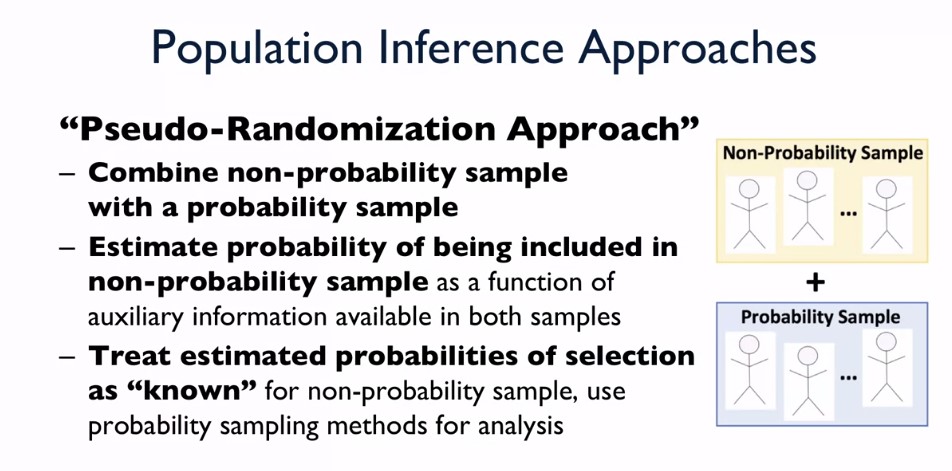 Population Inference Approaches
“Pseudo-Randomization Approach”
– Combine non-probability sample
with a probability sample
– Estimate probability of being included in
non-probability sample as a function of
auxiliary information available in both samples
– Treat estimated probabilities of selection
as “known” for non-probability sample, use
probability sampling methods for analysis
Non-Probability Sample
...
+
Probability Sample
...